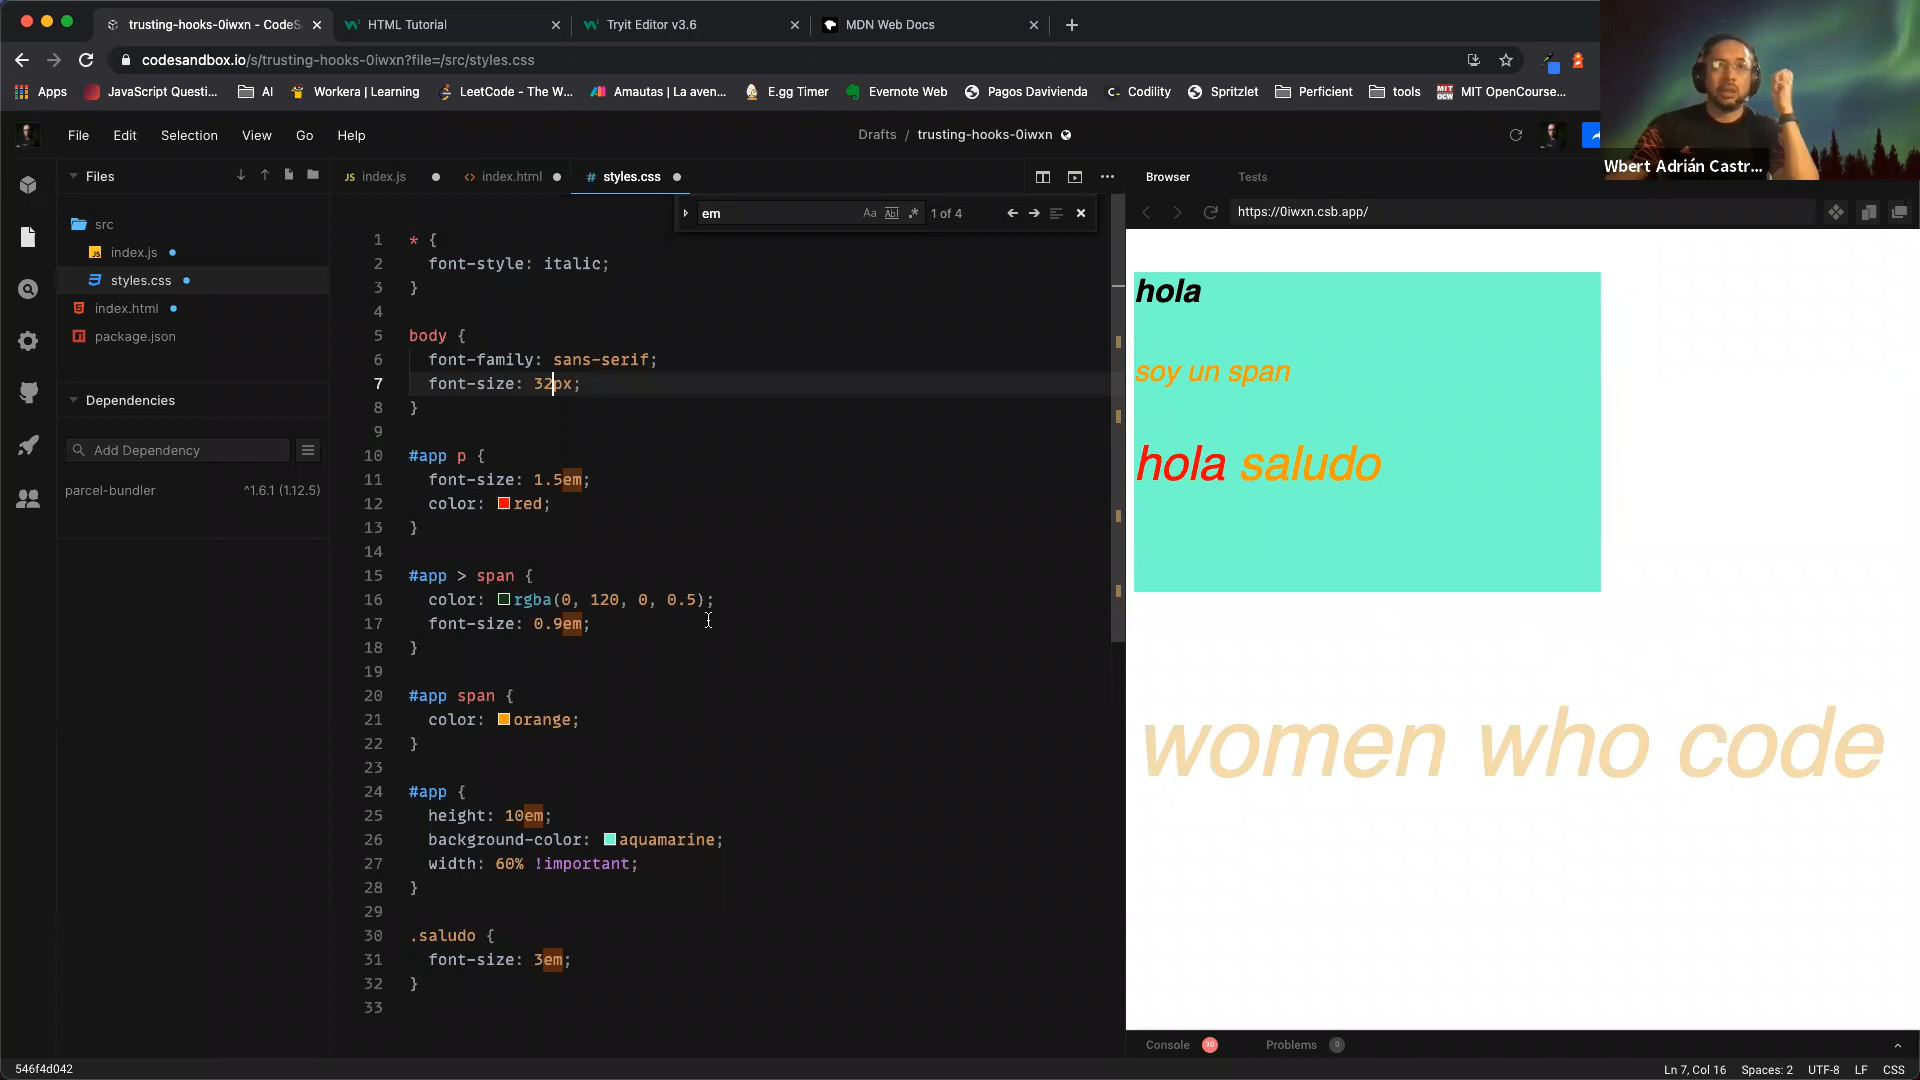 trusting-hooks-0iwxn - CodeS
HTML Tutorial
Tryit Editor v3.6
MDN Web Docs
codesandbox.io/s/trusting-hooks-0iwxn?file=/src/styles.css
Apps
JavaScript Questi...
AI
Workera | Learning
LeetCode - The W...
Amautas | La aven...
E.gg Timer
Evernote Web
Pagos Davivienda
Codility
Spritzlet
Perficient
tools
MIT OpenCourse...
Wbert Adrián Castr...
File
Edit
Selection
View
Go
Help
Drafts / trusting-hooks-0iwxn
Files
src
index.js
styles.css
index.html
package.json
Dependencies
Add Dependency
parcel-bundler ^1.6.1 (1.12.5)
JS index.js
<> index.html
# styles.css
em
Aa
Abl
.*
1 of 4
1 * {
2 font-style: italic;
3 }
4
5 body {
6 font-family: sans-serif;
7 font-size: 32px;
8 }
9
10 #app p {
11 font-size: 1.5em;
12 color: red;
13 }
14
15 #app > span {
16 color: rgba(0, 120, 0, 0.5);
17 font-size: 0.9em;
18 }
19
20 #app span {
21 color: orange;
22 }
23
24 #app {
25 height: 10em;
26 background-color: aquamarine;
27 width: 60% !important;
28 }
29
30 .saludo {
31 font-size: 3em;
32 }
33
Browser
Tests
https://0iwxn.csb.app/
hola
soy un span
hola saludo
women who code
Console 30
Problems 0
546f4d042
Ln 7, Col 16
Spaces: 2
UTF-8
LF
CSS